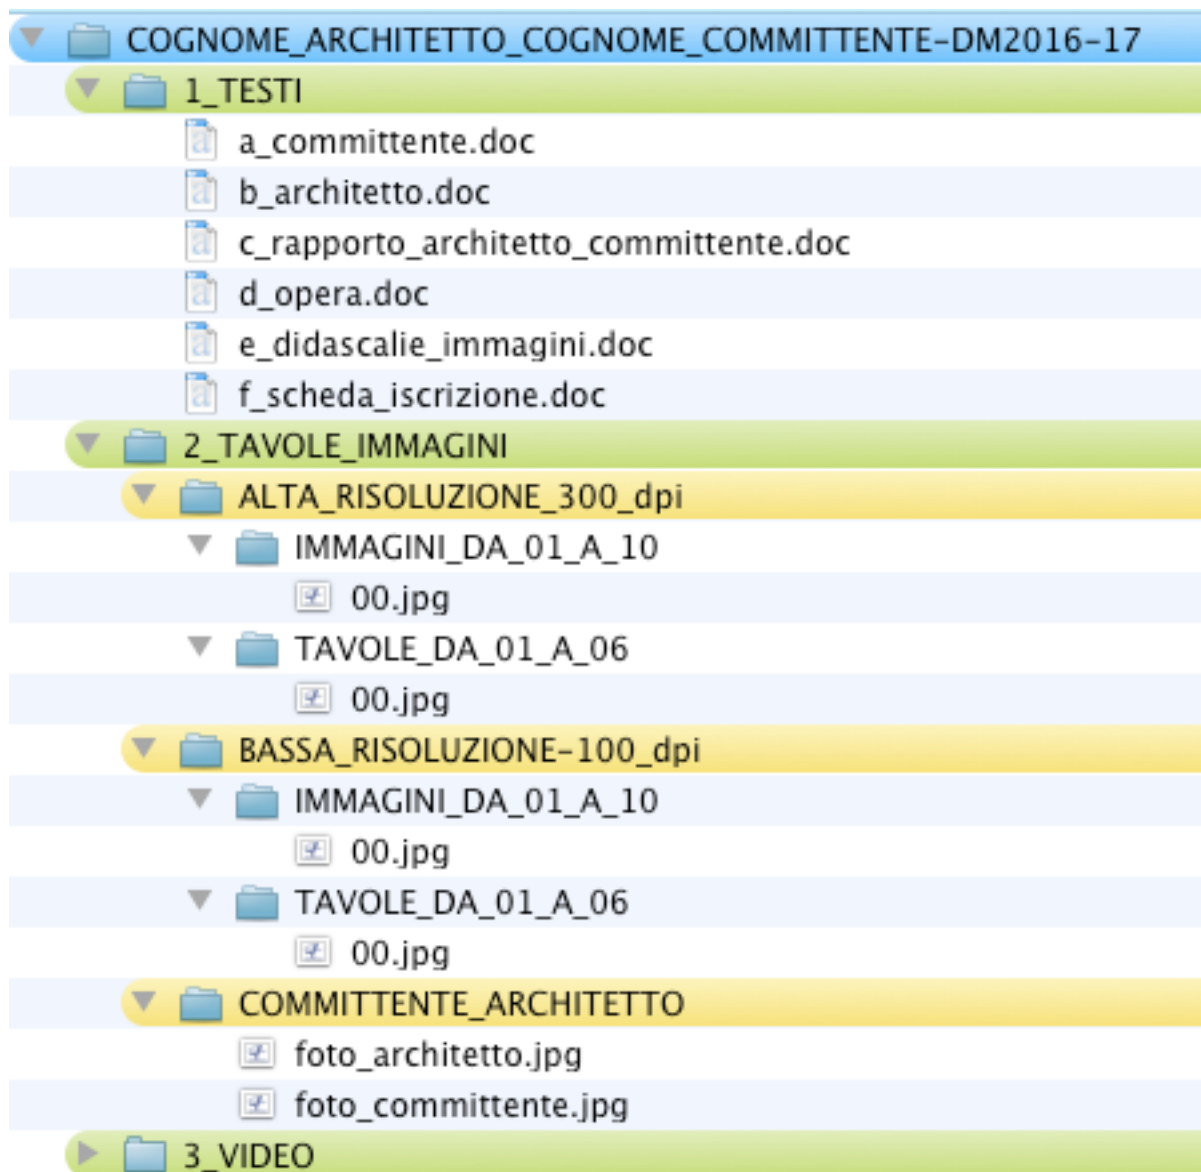 COGNOME_ARCHITETTO_COGNOME_COMMITTENTE-DM2016-17
1_TESTI
a_committente.doc
b_architetto.doc
c_rapporto_architetto_committente.doc
d_opera.doc
e_didascalie_immagini.doc
f_scheda_iscrizione.doc
2_TAVOLE_IMMAGINI
ALTA_RISOLUZIONE_300_dpi
IMMAGINI_DA_01_A_10
00.jpg
TAVOLE_DA_01_A_06
00.jpg
BASSA_RISOLUZIONE-100_dpi
IMMAGINI_DA_01_A_10
00.jpg
TAVOLE_DA_01_A_06
00.jpg
COMMITTENTE_ARCHITETTO
foto_architetto.jpg
foto_committente.jpg
3_VIDEO